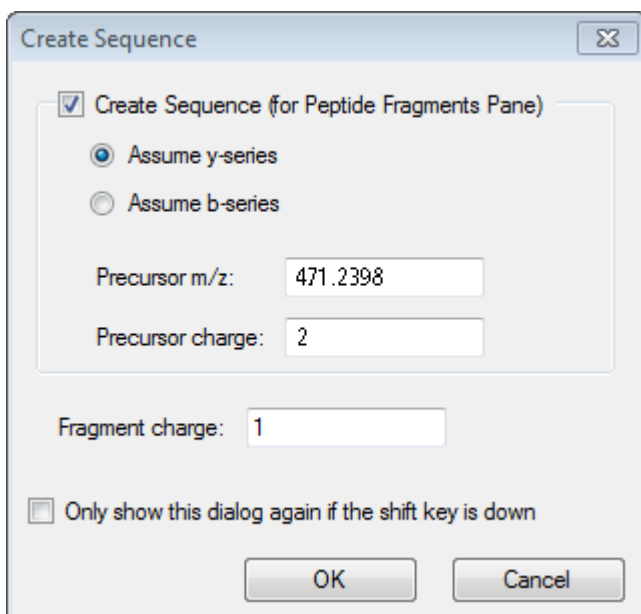 Create Sequence
Create Sequence (for Peptide Fragments Pane)
Assume y-series
Assume b-series
Precursor m/z: 471.2398
Precursor charge: 2
Fragment charge: 1
Only show this dialog again if the shift key is down
OK Cancel